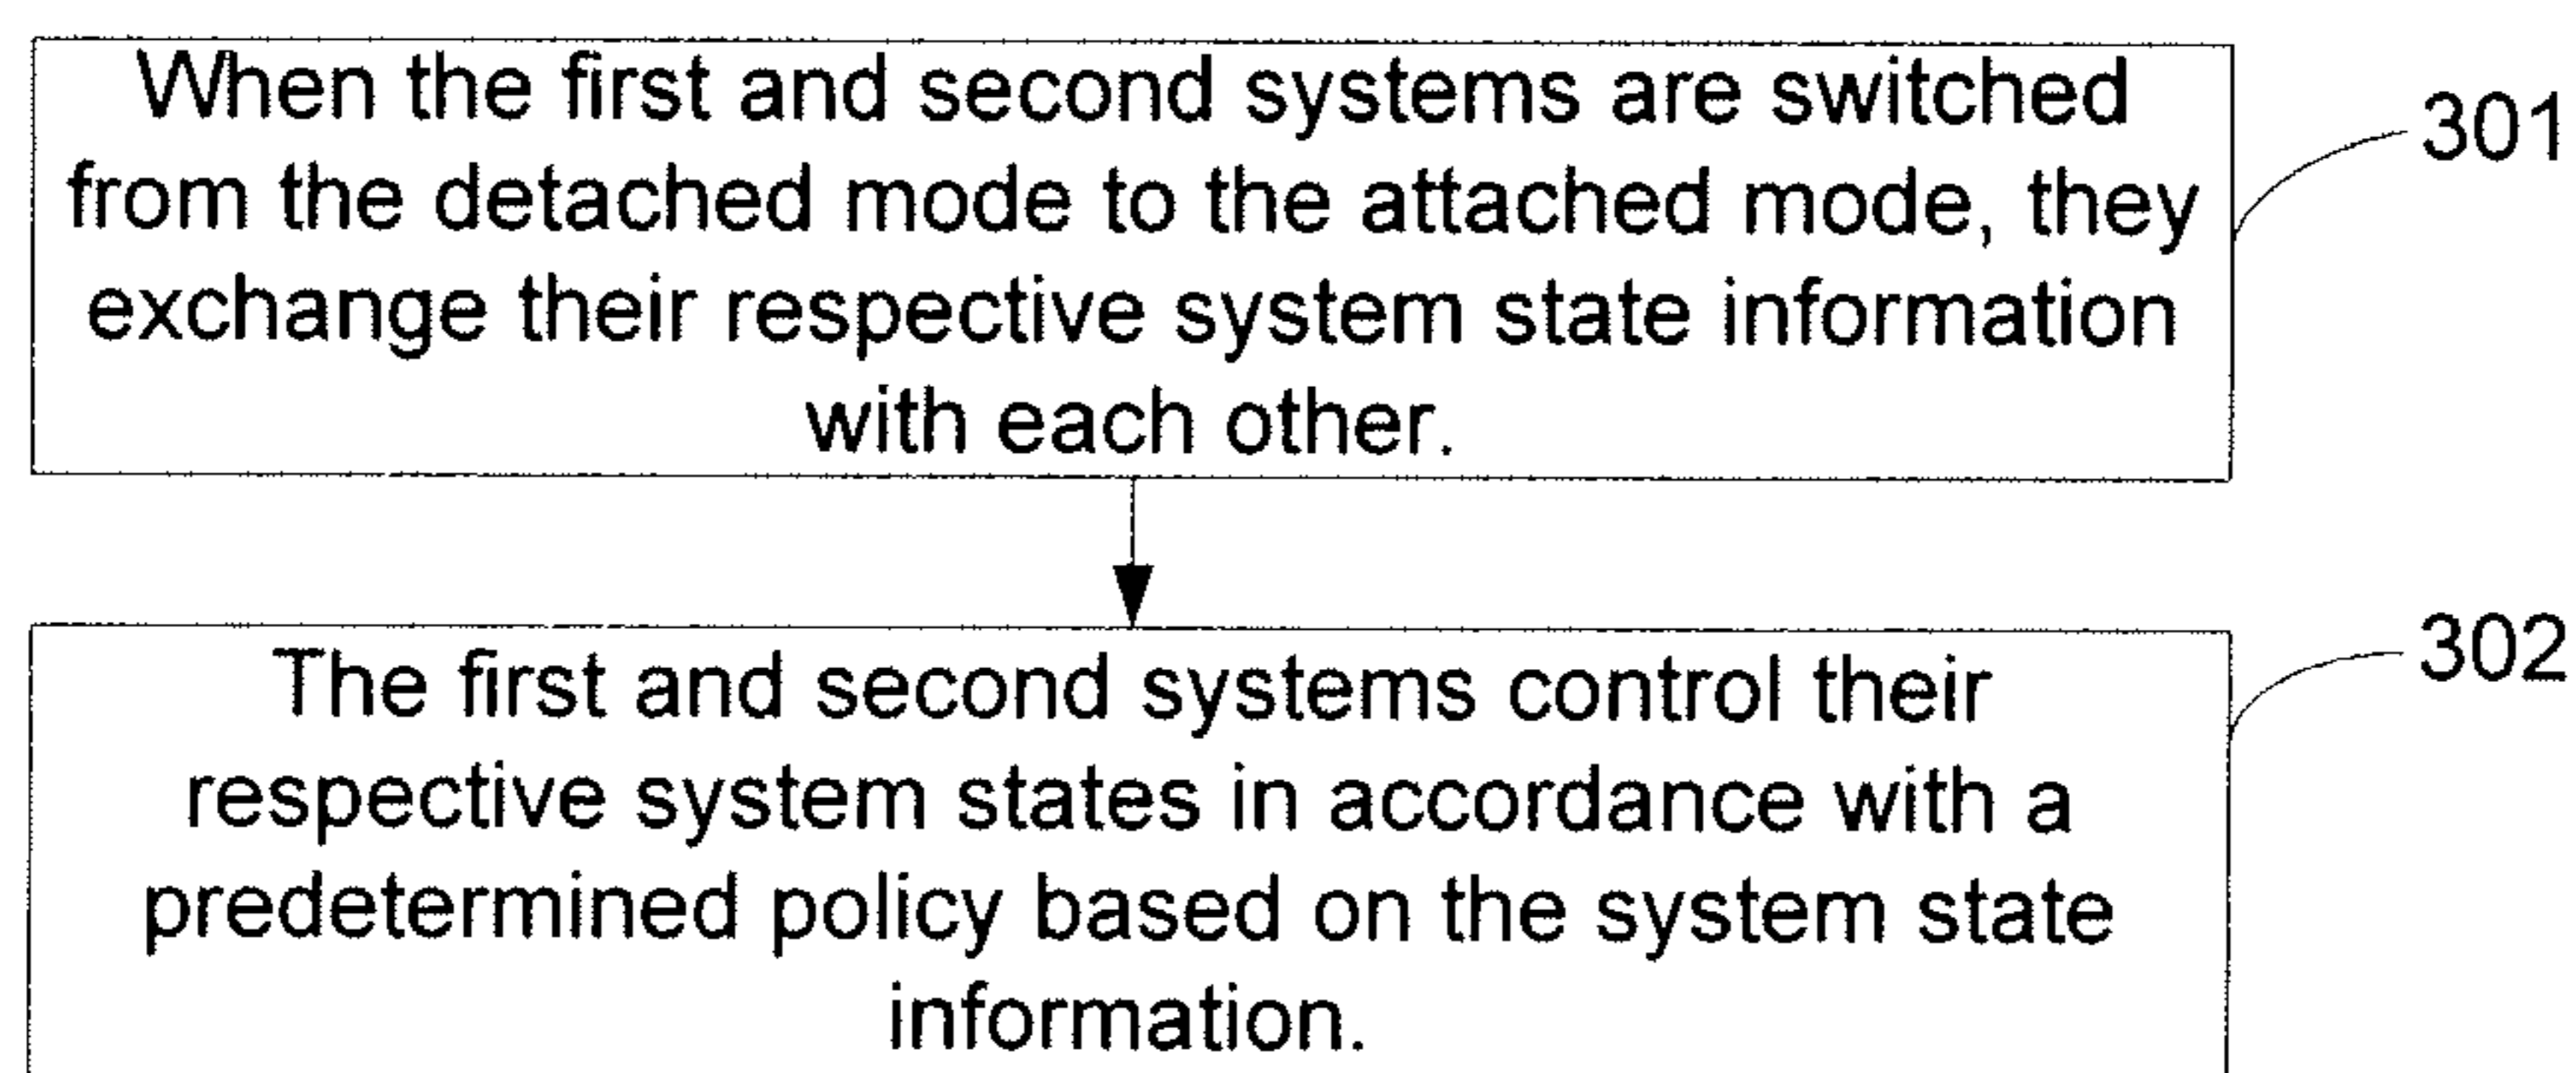 When the first and second systems are switched
from the detached mode to the attached mode, they
exchange their respective system state information
with each other.
301
The first and second systems control their
respective system states in accordance with a
predetermined policy based on the system state
information.
302